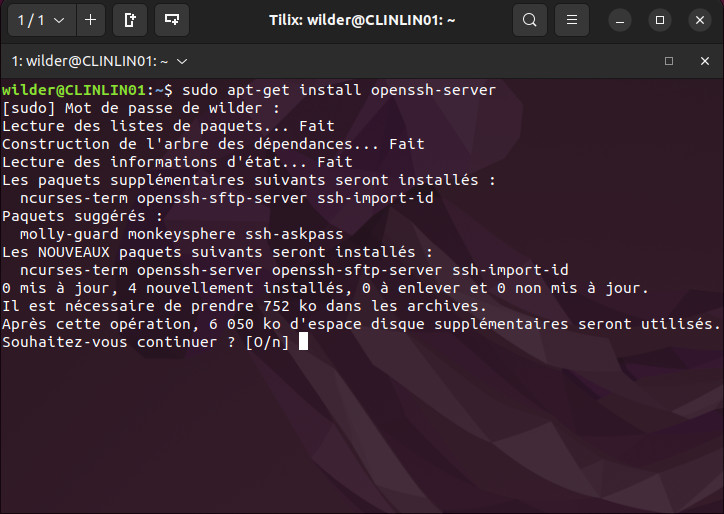 1 / 1
Tilix: wilder@CLINLIN01: ~
1: wilder@CLINLIN01: ~
wilder@CLINLIN01:~$ sudo apt-get install openssh-server
[sudo] Mot de passe de wilder :
Lecture des listes de paquets... Fait
Construction de l'arbre des dépendances... Fait
Lecture des informations d'état... Fait
Les paquets supplémentaires suivants seront installés :
  ncurses-term openssh-sftp-server ssh-import-id
Paquets suggérés :
  molly-guard monkeysphere ssh-askpass
Les NOUVEAUX paquets suivants seront installés :
  ncurses-term openssh-server openssh-sftp-server ssh-import-id
0 mis à jour, 4 nouvellement installés, 0 à enlever et 0 non mis à jour.
Il est nécessaire de prendre 752 ko dans les archives.
Après cette opération, 6 050 ko d'espace disque supplémentaires seront utilisés.
Souhaitez-vous continuer ? [O/n]